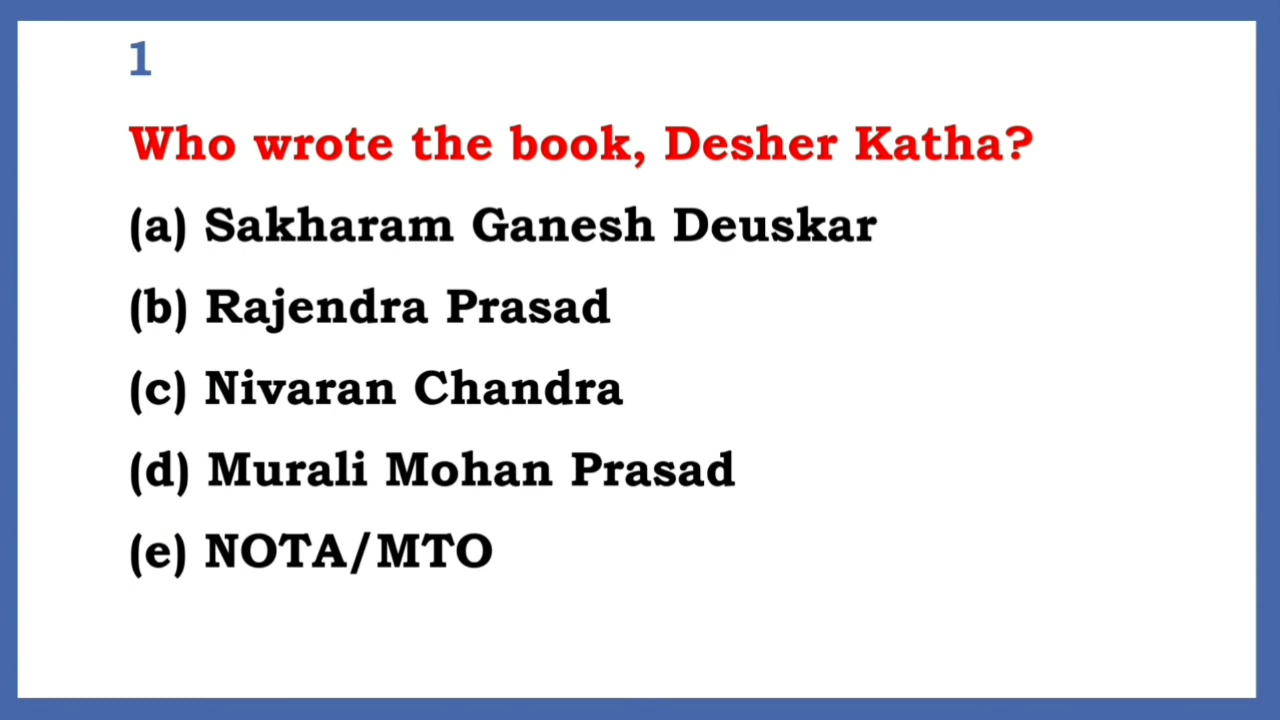 1
Who wrote the book, Desher Katha?
(a) Sakharam Ganesh Deuskar
(b) Rajendra Prasad
(c) Nivaran Chandra
(d) Murali Mohan Prasad
(e) NOTA/MTO